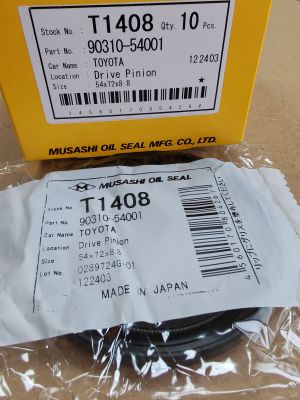 Stock No. : T1408 Qty. 10 Pcs.
Part No. : 90310-54001
Car Name : TOYOTA 122403
Location : Drive Pinion
Size : 54x72x8.8 ★
MUSASHI OIL SEAL MFG. CO., LTD.
MUSASHI OIL SEAL
Stock No. T1408
Part No. 90310-54001
Car Name TOYOTA
Location Drive Pinion
Size 54x72x8.8
Lot No. 0289724G-01
122403
MADE IN JAPAN